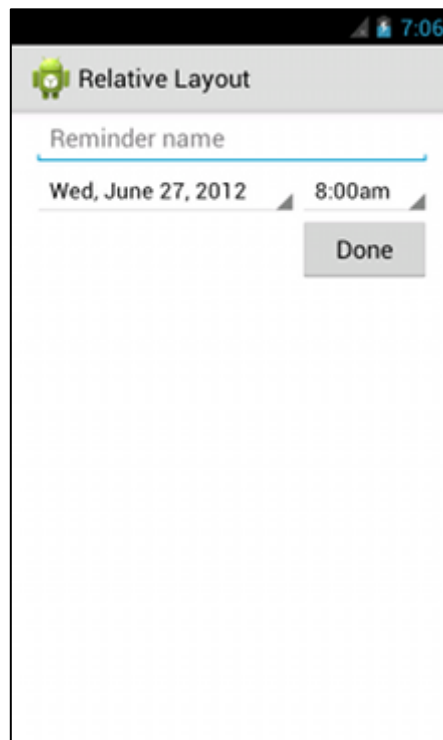 7:06
Relative Layout
Reminder name
Wed, June 27, 2012 8:00am
Done